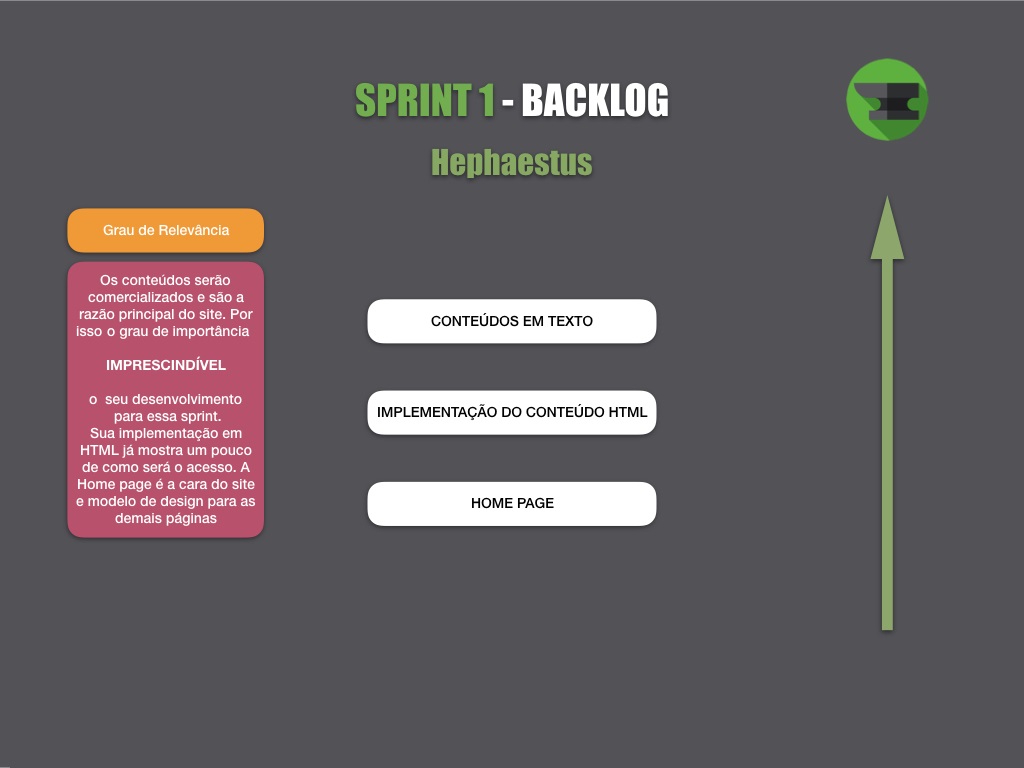 SPRINT 1 - BACKLOG
Hephaestus
Grau de Relevância
Os conteúdos serão
comercializados e são a
razão principal do site. Por
isso o grau de importância
IMPRESCINDÍVEL
o  seu desenvolvimento
para essa sprint.
Sua implementação em
HTML já mostra um pouco
de como será o acesso. A
Home page é a cara do site
e modelo de design para as
demais páginas
CONTEÚDOS EM TEXTO
IMPLEMENTAÇÃO DO CONTEÚDO HTML
HOME PAGE